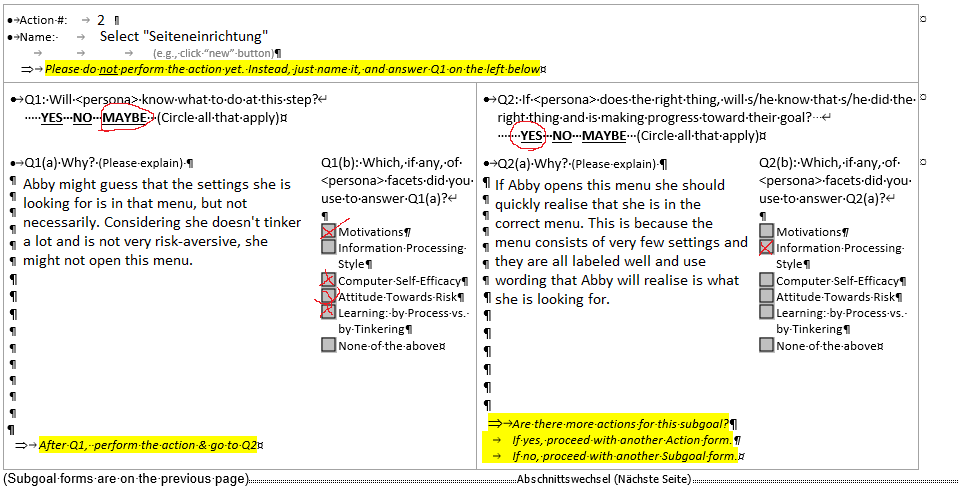 Action #: 2
Name: Select "Seiteneinrichtung"
(e.g., click “new” button)
Please do not perform the action yet. Instead, just name it, and answer Q1 on the left below
Q1: Will <persona> know what to do at this step?
YES NO MAYBE (Circle all that apply)
Q1(a) Why? (Please explain)
Abby might guess that the settings she is
looking for is in that menu, but not
necessarily. Considering she doesn't tinker
a lot and is not very risk-aversive, she
might not open this menu.
Q1(b): Which, if any, of
<persona> facets did you
use to answer Q1(a)?
Motivations
Information Processing
Style
Computer Self-Efficacy
Attitude Towards Risk
Learning: by Process vs.
by Tinkering
None of the above
After Q1, perform the action & go to Q2
Q2: If <persona> does the right thing, will s/he know that s/he did the
right thing and is making progress toward their goal?
YES NO MAYBE (Circle all that apply)
Q2(a) Why? (Please explain)
If Abby opens this menu she should
quickly realise that she is in the
correct menu. This is because the
menu consists of very few settings and
they are all labeled well and use
wording that Abby will realise is what
she is looking for.
Q2(b): Which, if any, of
<persona> facets did you
use to answer Q2(a)?
Motivations
Information Processing
Style
Computer Self-Efficacy
Attitude Towards Risk
Learning: by Process vs.
by Tinkering
None of the above
Are there more actions for this subgoal?
If yes, proceed with another Action form.
If no, proceed with another Subgoal form.
(Subgoal forms are on the previous page) Abschnittswechsel (Nächste Seite)